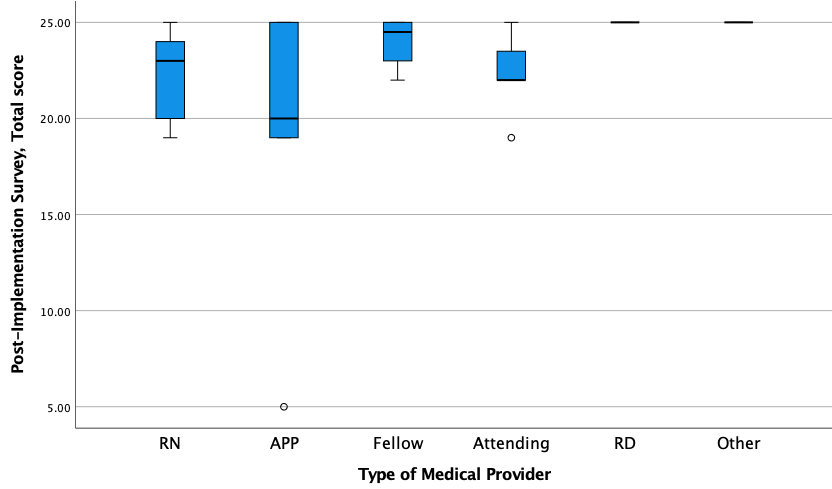 Post-Implementation Survey, Total score
25.00
20.00
15.00
10.00
5.00
RN APP Fellow Attending RD Other
Type of Medical Provider